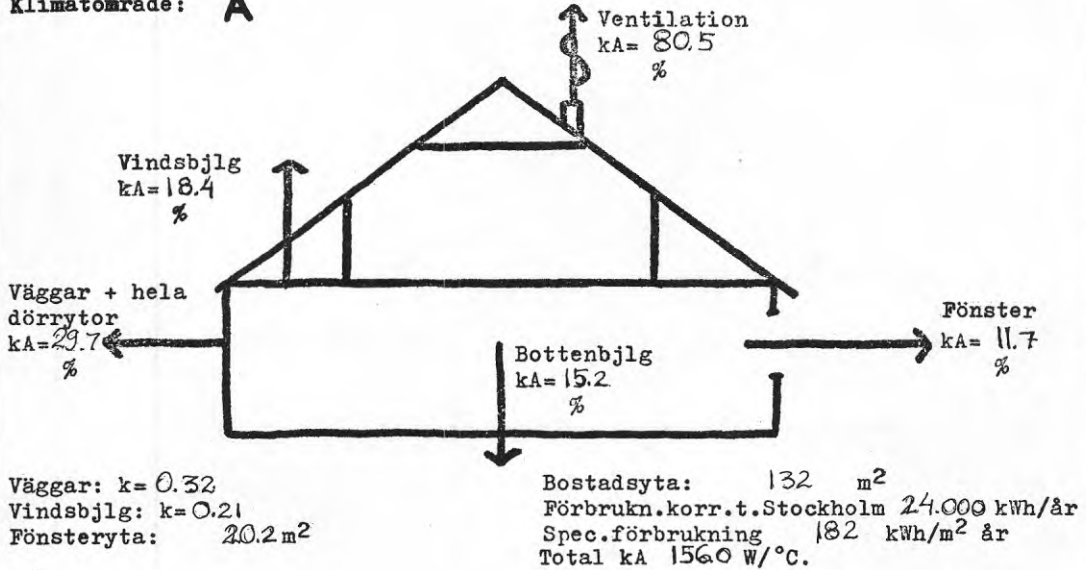 Klimatområde: A
Ventilation
kA= 80.5
%
Vindsbjlg
kA= 18.4
%
Väggar + hela
dörrytor
kA= 29.7
%
Bottenbjlg
kA= 15.2
%
Fönster
kA= 11.7
%
Väggar: k= 0.32
Vindsbjlg: k= 0.21
Fönsteryta: 20.2 m²
Bostadsyta: 132 m²
Förbrukn.korr.t.Stockholm 24.000 kWh/år
Spec.förbrukning 182 kWh/m² år
Total kA 156.0 W/°C.